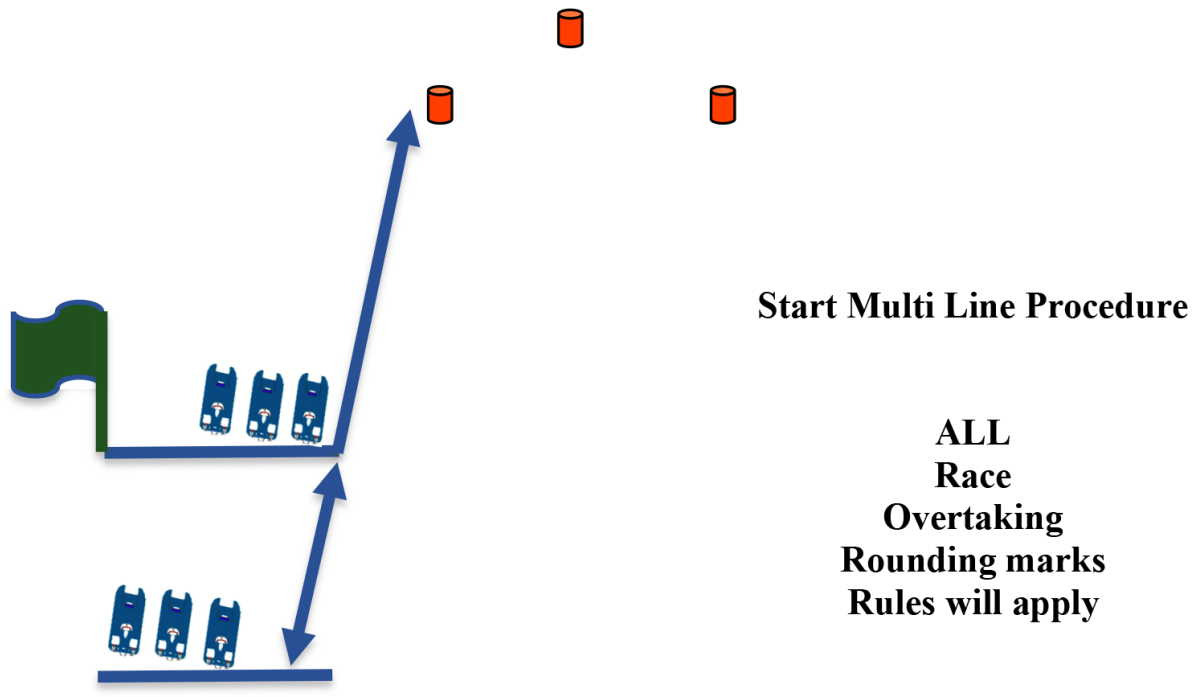 Start Multi Line Procedure
ALL
Race
Overtaking
Rounding marks
Rules will apply